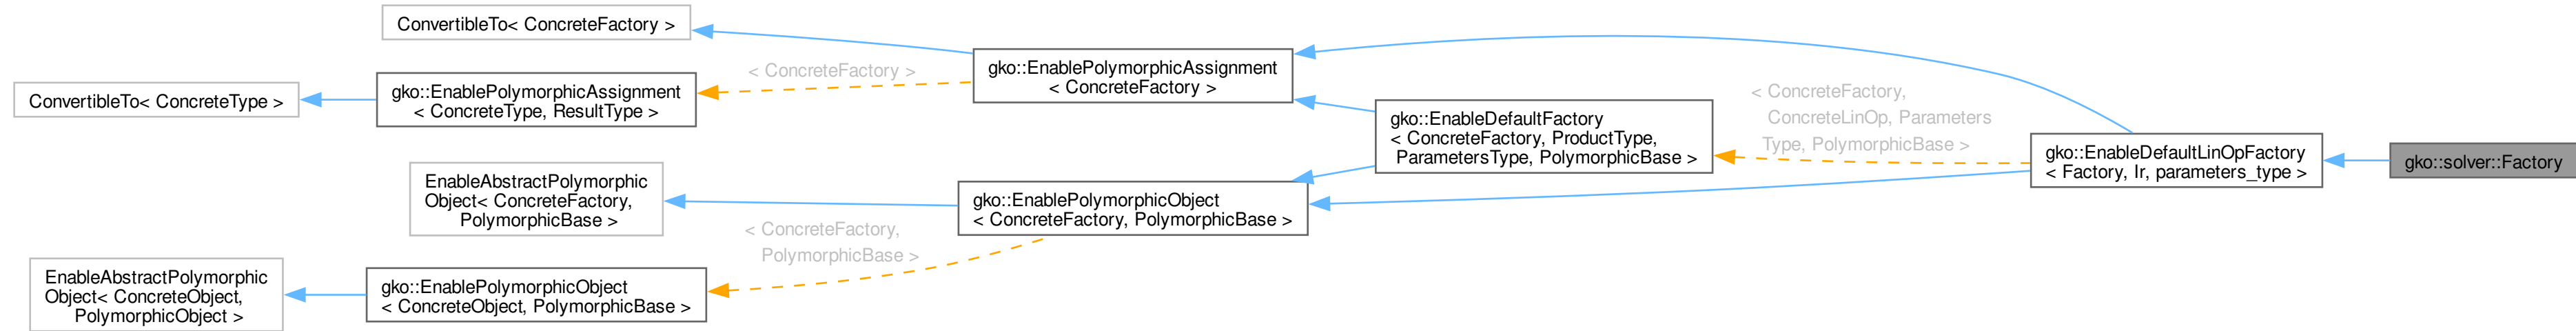 ConvertibleTo< ConcreteFactory >
ConvertibleTo< ConcreteType >
gko::EnablePolymorphicAssignment
< ConcreteType, ResultType >
< ConcreteFactory >
gko::EnablePolymorphicAssignment
< ConcreteFactory >
gko::EnableDefaultFactory
< ConcreteFactory, ProductType,
ParametersType, PolymorphicBase >
< ConcreteFactory,
ConcreteLinOp, Parameters
Type, PolymorphicBase >
gko::EnableDefaultLinOpFactory
< Factory, Ir, parameters_type >
gko::solver::Factory
EnableAbstractPolymorphic
Object< ConcreteFactory,
PolymorphicBase >
gko::EnablePolymorphicObject
< ConcreteFactory, PolymorphicBase >
< ConcreteFactory,
PolymorphicBase >
EnableAbstractPolymorphic
Object< ConcreteObject,
PolymorphicObject >
gko::EnablePolymorphicObject
< ConcreteObject, PolymorphicBase >